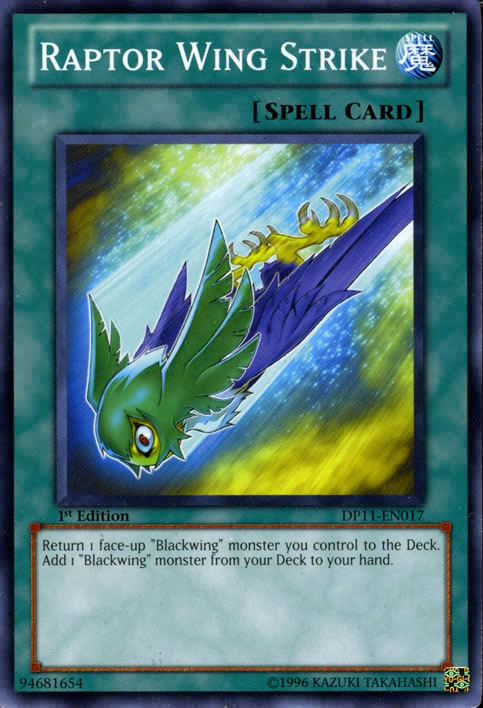 RAPTOR WING STRIKE
SPELL
魔
[SPELL CARD]
1st Edition
DP11-EN017
Return 1 face-up "Blackwing" monster you control to the Deck.
Add 1 "Blackwing" monster from your Deck to your hand.
94681654
©1996 KAZUKI TAKAHASHI